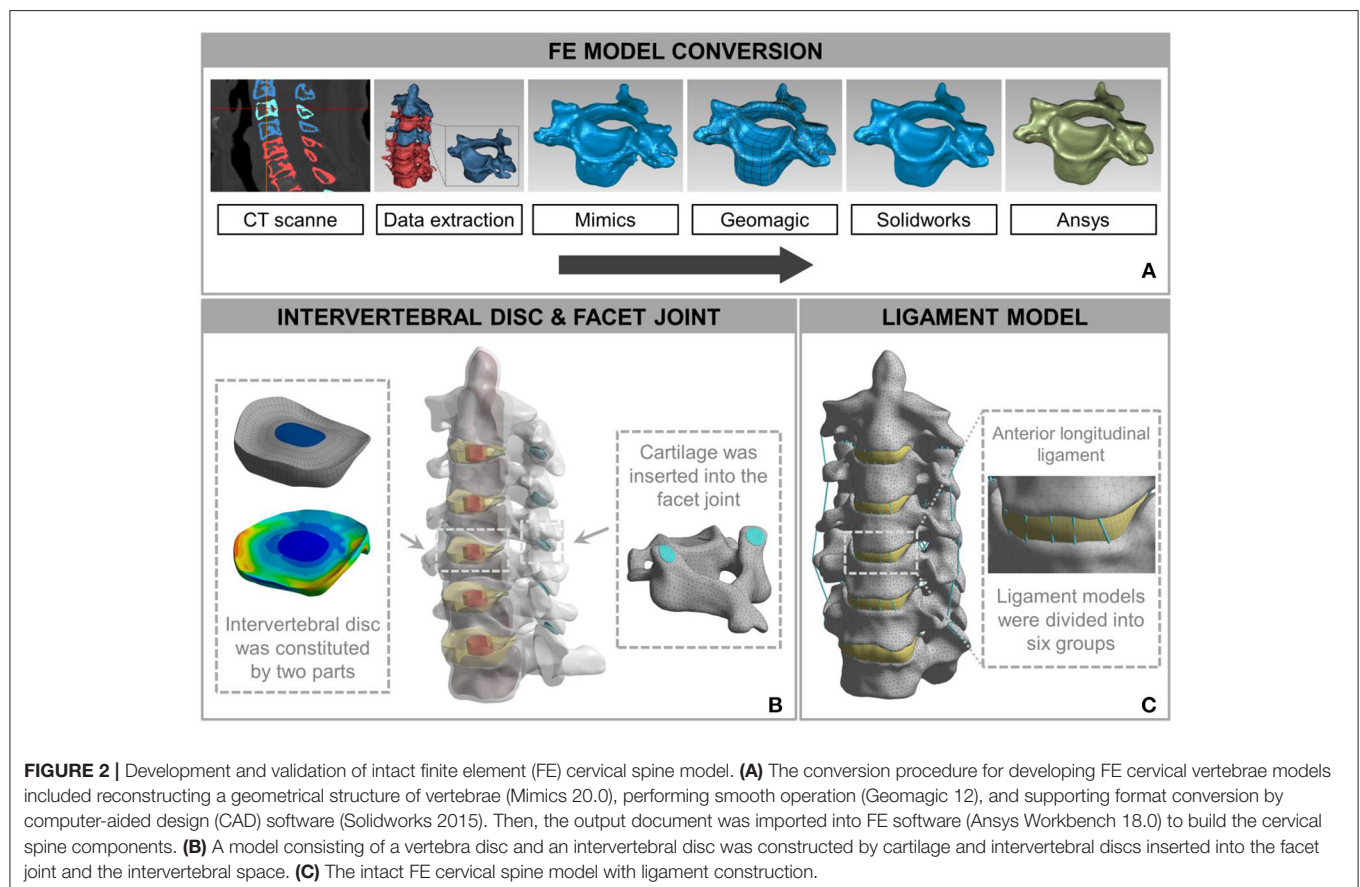 FE MODEL CONVERSION
CT scanne
Data extraction
Mimics
Geomagic
Solidworks
Ansys
A
INTERVERTEBRAL DISC & FACET JOINT
Intervertebral disc
was constituted
by two parts
Cartilage was
inserted into the
facet joint
B
LIGAMENT MODEL
Anterior longitudinal
ligament
Ligament models
were divided into
six groups
C
FIGURE 2 | Development and validation of intact finite element (FE) cervical spine model. (A) The conversion procedure for developing FE cervical vertebrae models
included reconstructing a geometrical structure of vertebrae (Mimics 20.0), performing smooth operation (Geomagic 12), and supporting format conversion by
computer-aided design (CAD) software (Solidworks 2015). Then, the output document was imported into FE software (Ansys Workbench 18.0) to build the cervical
spine components. (B) A model consisting of a vertebra disc and an intervertebral disc was constructed by cartilage and intervertebral discs inserted into the facet
joint and the intervertebral space. (C) The intact FE cervical spine model with ligament construction.